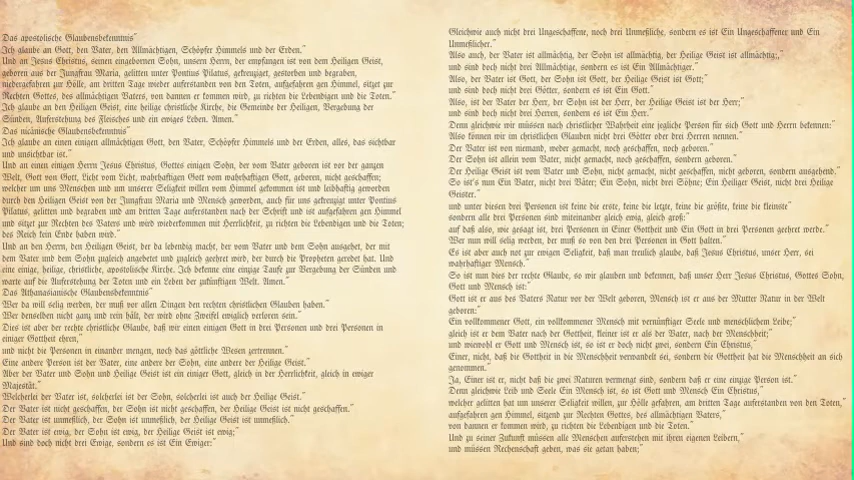 Das apostolische Glaubensbekenntnis"
Ich glaube an Gott, den Vater, den Allmächtigen, Schöpfer Himmels und der Erden."
Und an Jesus Christus, seinen eingebornen Sohn, unsern Herrn, der empfangen ist von dem Heiligen Geist,
geboren aus der Jungfrau Maria, gelitten unter Pontius Pilatus, gekreuziget, gestorben und begraben,
niedergefahren zur Hölle, am dritten Tage wieder auferstanden von den Toten, aufgefahren gen Himmel, sitzet zur
Rechten Gottes, des allmächtigen Vaters, von dannen er kommen wird, zu richten die Lebendigen und die Toten."
Ich glaube an den Heiligen Geist, eine heilige christliche Kirche, die Gemeinde der Heiligen, Vergebung der
Sünden, Auferstehung des Fleisches und ein ewiges Leben. Amen."
Das nicänische Glaubensbekenntnis"
Ich glaube an einen einigen allmächtigen Gott, den Vater, Schöpfer Himmels und der Erden, alles, das sichtbar
und unsichtbar ist."
Und an einen einigen Herrn Jesus Christus, Gottes einigen Sohn, der vom Vater geboren ist vor der ganzen
Welt, Gott von Gott, Licht vom Licht, wahrhaftigen Gott vom wahrhaftigen Gott, geboren, nicht geschaffen;
welcher um uns Menschen und um unserer Seligkeit willen vom Himmel gekommen ist und leibhaftig geworden
durch den Heiligen Geist von der Jungfrau Maria und Mensch geworden, auch für uns gekreuzigt unter Pontius
Pilatus, gelitten und begraben und am dritten Tage auferstanden nach der Schrift und ist aufgefahren gen Himmel
und sitzet zur Rechten des Vaters und wird wiederkommen mit Herrlichkeit, zu richten die Lebendigen und die Toten;
des Reich kein Ende haben wird."
Und an den Herrn, den Heiligen Geist, der da lebendig macht, der vom Vater und dem Sohn ausgehet, der mit
dem Vater und dem Sohn zugleich angebetet und zugleich geehret wird, der durch die Propheten geredet hat. Und
eine einige, heilige, christliche, apostolische Kirche. Ich bekenne eine einige Taufe zur Vergebung der Sünden und
warte auf die Auferstehung der Toten und ein Leben der zukünftigen Welt. Amen."
Das Athanasianische Glaubensbekenntnis"
Wer da will selig werden, der muß vor allen Dingen den rechten christlichen Glauben haben."
Wer denselben nicht ganz und rein hält, der wird ohne Zweifel ewiglich verloren sein."
Dies ist aber der rechte christliche Glaube, daß wir einen einigen Gott in drei Personen und drei Personen in
einiger Gottheit ehren,"
und nicht die Personen in einander mengen, noch das göttliche Wesen zertrennen."
Eine andere Person ist der Vater, eine andere der Sohn, eine andere der Heilige Geist."
Aber der Vater und Sohn und Heilige Geist ist ein einiger Gott, gleich in der Herrlichkeit, gleich in ewiger
Majestät."
Welcherlei der Vater ist, solcherlei ist der Sohn, solcherlei ist auch der Heilige Geist."
Der Vater ist nicht geschaffen, der Sohn ist nicht geschaffen, der Heilige Geist ist nicht geschaffen."
Der Vater ist unmeßlich, der Sohn ist unmeßlich, der Heilige Geist ist unmeßlich."
Der Vater ist ewig, der Sohn ist ewig, der Heilige Geist ist ewig;"
Und sind doch nicht drei Ewige, sondern es ist Ein Ewiger:"
Gleichwie auch nicht drei Ungeschaffene, noch drei Unmeßliche, sondern es ist Ein Ungeschaffener und Ein
Unmeßlicher."
Also auch, der Vater ist allmächtig, der Sohn ist allmächtig, der Heilige Geist ist allmächtig;,"
und sind doch nicht drei Allmächtige, sondern es ist Ein Allmächtiger."
Also, der Vater ist Gott, der Sohn ist Gott, der Heilige Geist ist Gott;"
und sind doch nicht drei Götter, sondern es ist Ein Gott."
Also, ist der Vater der Herr, der Sohn ist der Herr, der Heilige Geist ist der Herr;"
und sind doch nicht drei Herren, sondern es ist Ein Herr."
Denn gleichwie wir müssen nach christlicher Wahrheit eine jegliche Person für sich Gott und Herrn bekennen:"
Also können wir im christlichen Glauben nicht drei Götter oder drei Herren nennen."
Der Vater ist von niemand, weder gemacht, noch geschaffen, noch geboren."
Der Sohn ist allein vom Vater, nicht gemacht, noch geschaffen, sondern geboren."
Der Heilige Geist ist vom Vater und Sohn, nicht gemacht, nicht geschaffen, nicht geboren, sondern ausgehend."
So ist's nun Ein Vater, nicht drei Väter; Ein Sohn, nicht drei Söhne; Ein Heiliger Geist, nicht drei Heilige
Geister."
und unter diesen drei Personen ist keine die erste, keine die letzte, keine die größte, keine die kleinste"
sondern alle drei Personen sind miteinander gleich ewig, gleich groß:"
auf daß also, wie gesagt ist, drei Personen in Einer Gottheit und Ein Gott in drei Personen geehret werde."
Wer nun will selig werden, der muß so von den drei Personen in Gott halten."
Es ist aber auch not zur ewigen Seligkeit, daß man treulich glaube, daß Jesus Christus, unser Herr, sei
wahrhaftiger Mensch."
So ist nun dies der rechte Glaube, so wir glauben und bekennen, daß unser Herr Jesus Christus, Gottes Sohn,
Gott und Mensch ist:"
Gott ist er aus des Vaters Natur vor der Welt geboren, Mensch ist er aus der Mutter Natur in der Welt
geboren:"
Ein vollkommener Gott, ein vollkommener Mensch mit vernünftiger Seele und menschlichem Leibe;"
gleich ist er dem Vater nach der Gottheit, kleiner ist er als der Vater, nach der Menschheit;"
und wiewohl er Gott und Mensch ist, so ist er doch nicht zwei, sondern Ein Christus,"
Einer, nicht, daß die Gottheit in die Menschheit verwandelt sei, sondern die Gottheit hat die Menschheit an sich
genommen."
Ja, Einer ist er, nicht daß die zwei Naturen vermengt sind, sondern daß er eine einzige Person ist."
Denn gleichwie Leib und Seele Ein Mensch ist, so ist Gott und Mensch Ein Christus,"
welcher gelitten hat um unserer Seligkeit willen, zur Hölle gefahren, am dritten Tage auferstanden von den Toten,"
aufgefahren gen Himmel, sitzend zur Rechten Gottes, des allmächtigen Vaters,"
von dannen er kommen wird, zu richten die Lebendigen und die Toten."
Und zu seiner Zukunft müssen alle Menschen auferstehen mit ihren eigenen Leibern,"
und müssen Rechenschaft geben, was sie getan haben;"